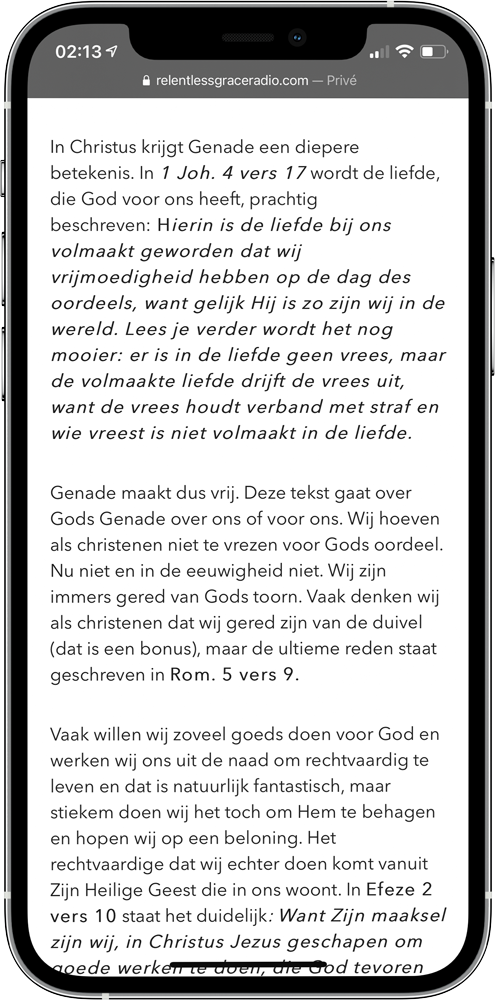 02:13
relentlessgraceradio.com — Privé
In Christus krijgt Genade een diepere
betekenis. In 1 Joh. 4 vers 17 wordt de liefde,
die God voor ons heeft, prachtig
beschreven: Hierin is de liefde bij ons
volmaakt geworden dat wij
vrijmoedigheid hebben op de dag des
oordeels, want gelijk Hij is zo zijn wij in de
wereld. Lees je verder wordt het nog
mooier: er is in de liefde geen vrees, maar
de volmaakte liefde drijft de vrees uit,
want de vrees houdt verband met straf en
wie vreest is niet volmaakt in de liefde.
Genade maakt dus vrij. Deze tekst gaat over
Gods Genade over ons of voor ons. Wij hoeven
als christenen niet te vrezen voor Gods oordeel.
Nu niet en in de eeuwigheid niet. Wij zijn
immers gered van Gods toorn. Vaak denken wij
als christenen dat wij gered zijn van de duivel
(dat is een bonus), maar de ultieme reden staat
geschreven in Rom. 5 vers 9.
Vaak willen wij zoveel goeds doen voor God en
werken wij ons uit de naad om rechtvaardig te
leven en dat is natuurlijk fantastisch, maar
stiekem doen wij het toch om Hem te behagen
en hopen wij op een beloning. Het
rechtvaardige dat wij echter doen komt vanuit
Zijn Heilige Geest die in ons woont. In Efeze 2
vers 10 staat het duidelijk: Want Zijn maaksel
zijn wij, in Christus Jezus geschapen om
goede werken te doen, die God tevoren